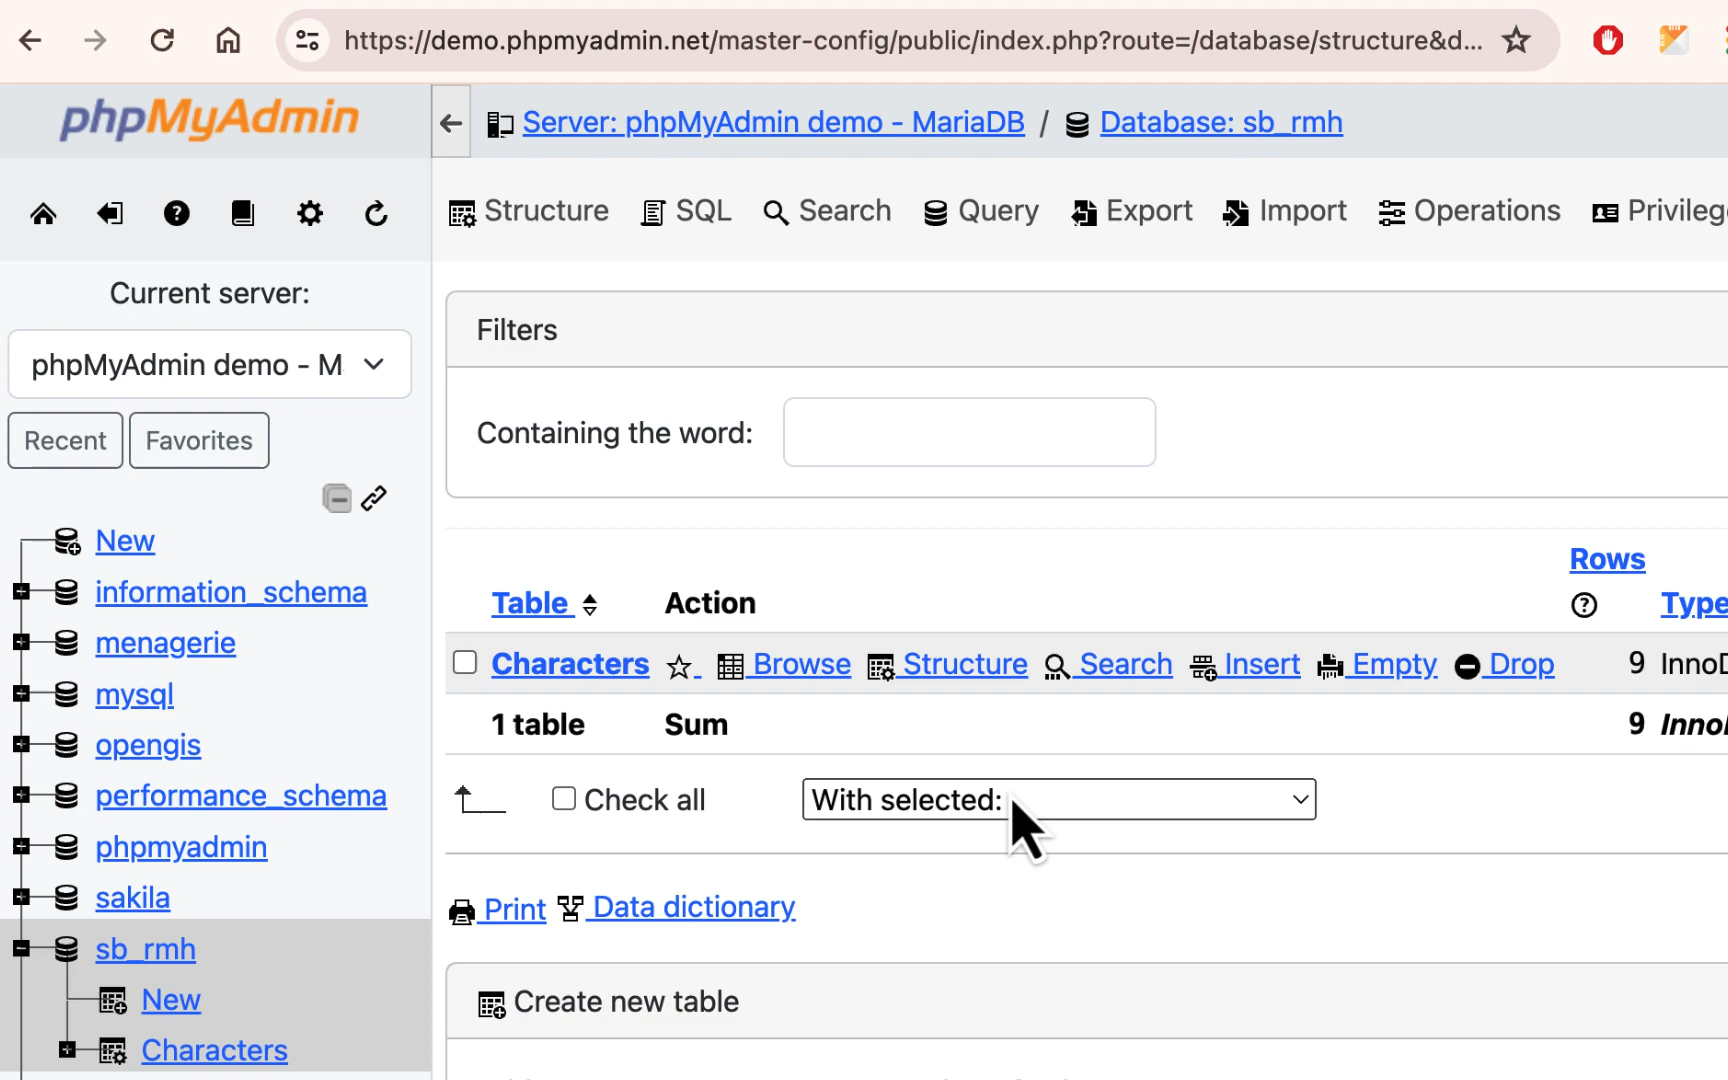 https://demo.phpmyadmin.net/master-config/public/index.php?route=/database/structure&d...
phpMyAdmin
Server: phpMyAdmin demo - MariaDB / Database: sb_rmh
Structure SQL Search Query Export Import Operations Privileg
Current server:
phpMyAdmin demo - M
Recent Favorites
New
information_schema
menagerie
mysql
opengis
performance_schema
phpmyadmin
sakila
sb_rmh
New
Characters
Filters
Containing the word:
Table Action Rows Type
Characters Browse Structure Search Insert Empty Drop 9 InnoD
1 table Sum 9 Inno
Check all With selected:
Print Data dictionary
Create new table